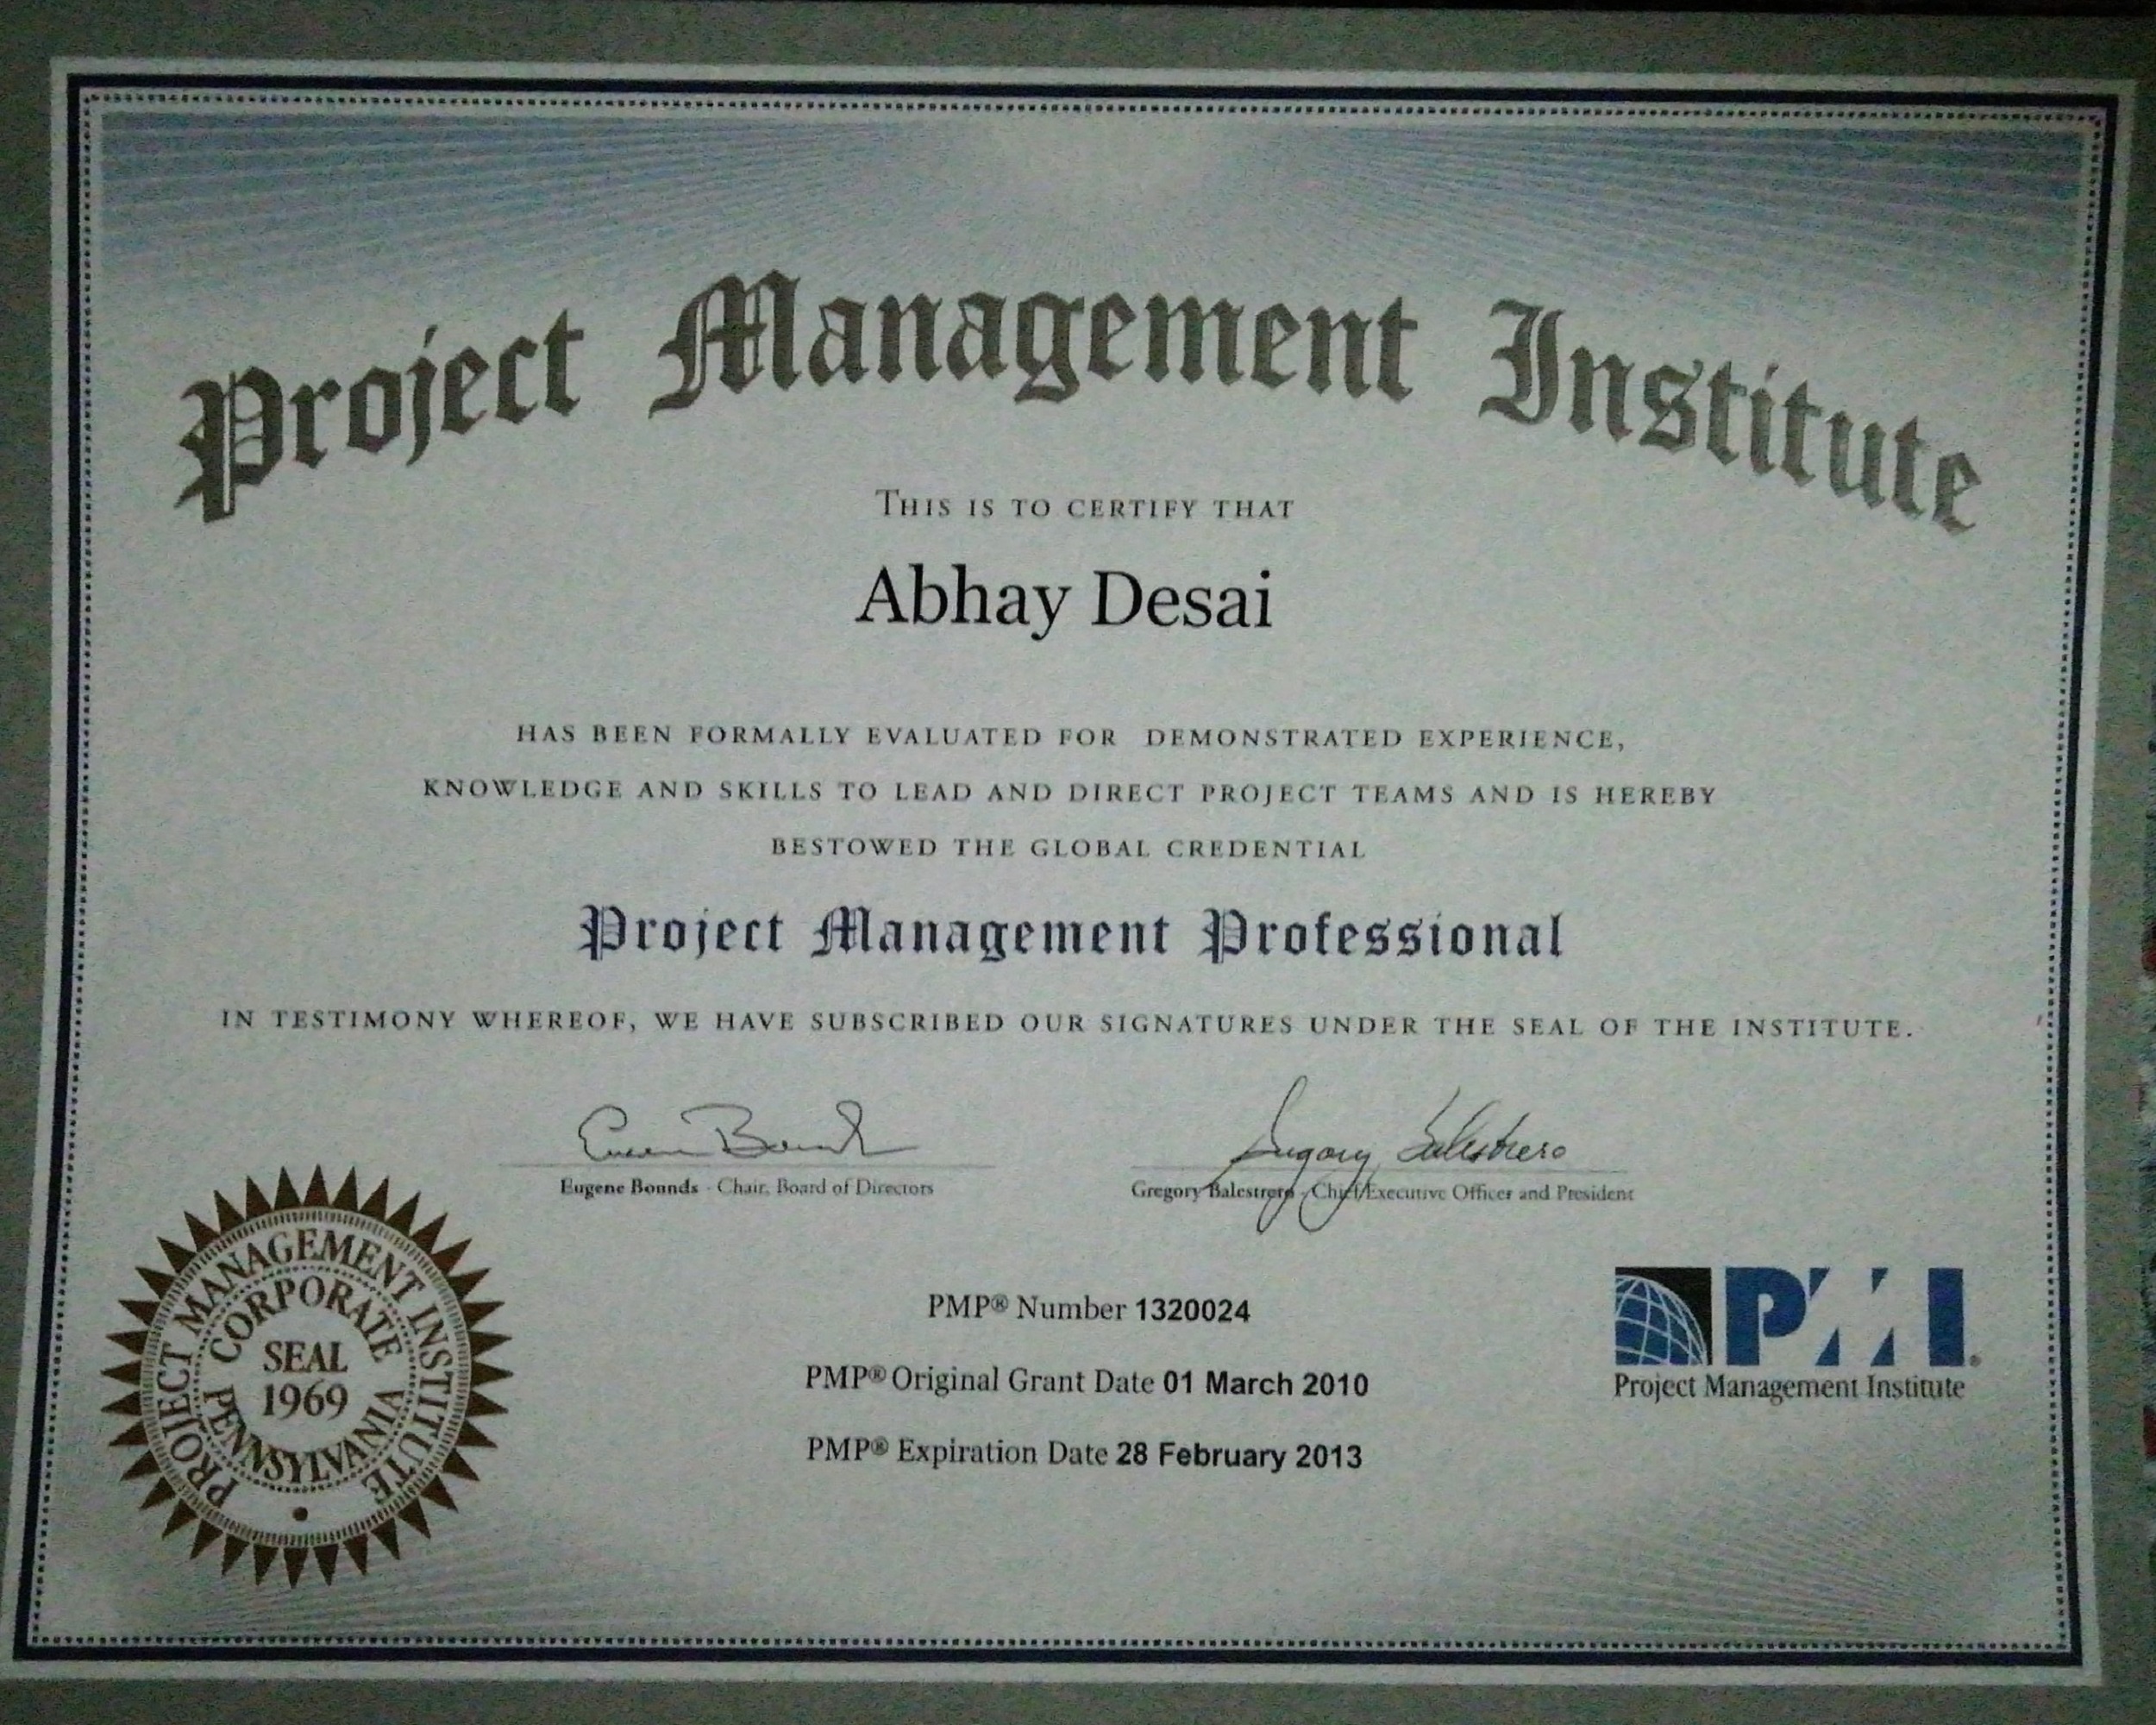 Project Management Institute
THIS IS TO CERTIFY THAT
Abhay Desai
HAS BEEN FORMALLY EVALUATED FOR DEMONSTRATED EXPERIENCE,
KNOWLEDGE AND SKILLS TO LEAD AND DIRECT PROJECT TEAMS AND IS HEREBY
BESTOWED THE GLOBAL CREDENTIAL
Project Management Professional
IN TESTIMONY WHEREOF, WE HAVE SUBSCRIBED OUR SIGNATURES UNDER THE SEAL OF THE INSTITUTE.
Eugene Bounds - Chair, Board of Directors
Gregory Balestrero
Gregory Balestrero - Chief Executive Officer and President
PROJECT MANAGEMENT INSTITUTE
CORPORATE
SEAL
1969
PENNSYLVANIA
PMP® Number 1320024
PMP® Original Grant Date 01 March 2010
PMP® Expiration Date 28 February 2013
PMI®
Project Management Institute